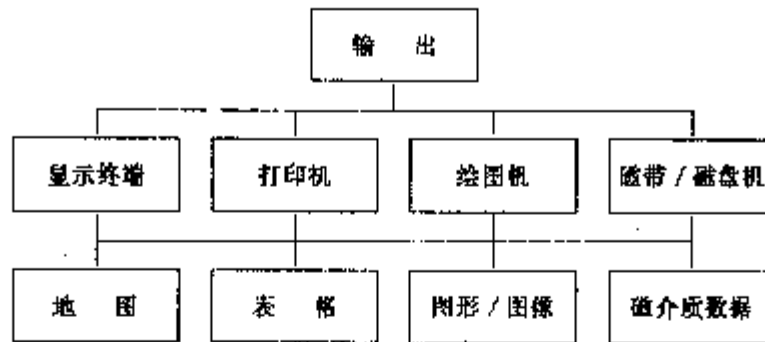 输 出
显示终端 打印机 绘图机 磁带/磁盘机
地 图 表 格 图形/图像 磁介质数据